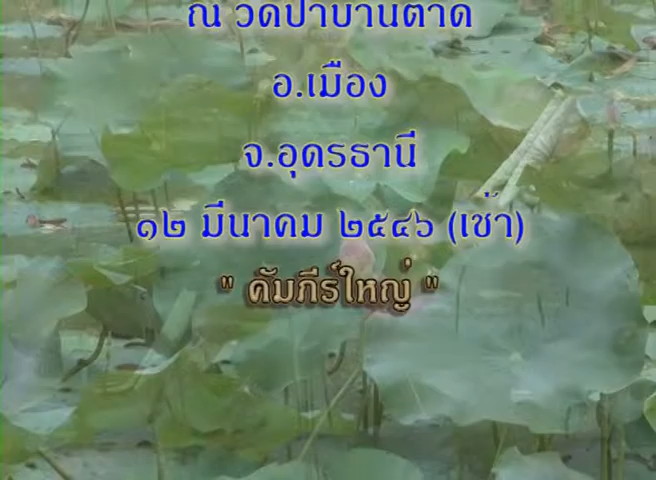 ณ วัดป่าบ้านตาด
อ.เมือง
จ.อุดรธานี
๑๒ มีนาคม ๒๕๔๖ (เช้า)
" คัมภีร์ใหญ่ "